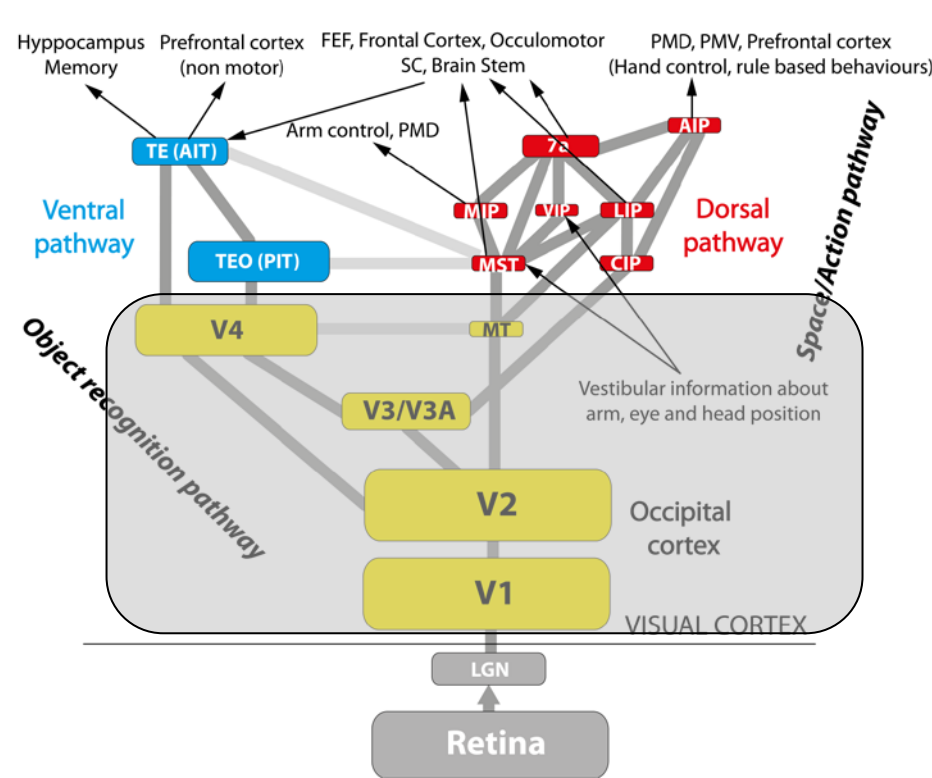 Hyppocampus
Memory
Prefrontal cortex
(non motor)
FEF, Frontal Cortex, Occulomotor
SC, Brain Stem
PMD, PMV, Prefrontal cortex
(Hand control, rule based behaviours)
Arm control, PMD
TE (AIT)
7a
AIP
Ventral
pathway
MIP
VIP
LIP
Dorsal
pathway
TEO (PIT)
MST
CIP
Space/Action pathway
Object recognition pathway
V4
MT
Vestibular information about
arm, eye and head position
V3/V3A
V2
Occipital
cortex
V1
VISUAL CORTEX
LGN
Retina